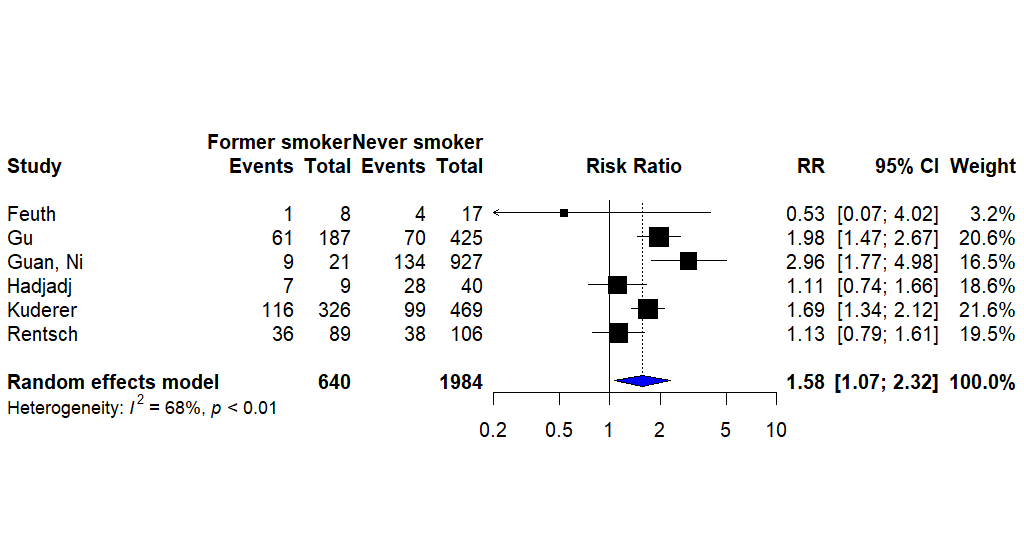 Former smoker Never smoker
Study Events Total Events Total Risk Ratio RR 95% CI Weight
Feuth 1 8 4 17 0.53 [0.07; 4.02] 3.2%
Gu 61 187 70 425 1.98 [1.47; 2.67] 20.6%
Guan, Ni 9 21 134 927 2.96 [1.77; 4.98] 16.5%
Hadjadj 7 9 28 40 1.11 [0.74; 1.66] 18.6%
Kuderer 116 326 99 469 1.69 [1.34; 2.12] 21.6%
Rentsch 36 89 38 106 1.13 [0.79; 1.61] 19.5%
Random effects model 640 1984 1.58 [1.07; 2.32] 100.0%
Heterogeneity: I² = 68%, p < 0.01
0.2 0.5 1 2 5 10